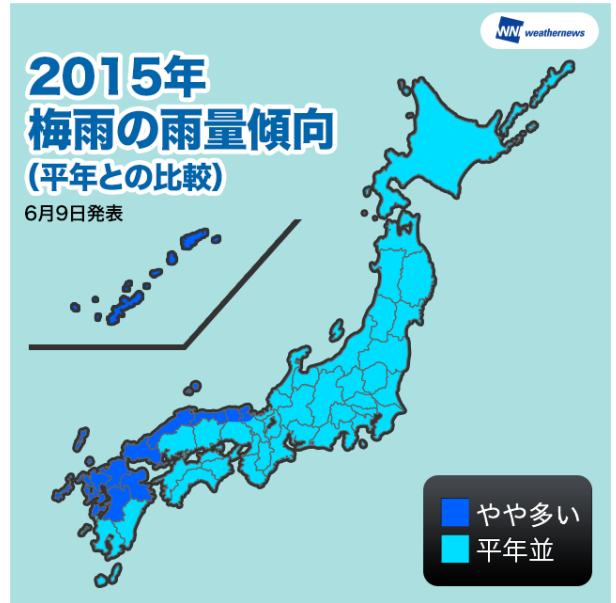 WN weathernews
2015年
梅雨の雨量傾向
(平年との比較)
6月9日発表
やや多い
平年並